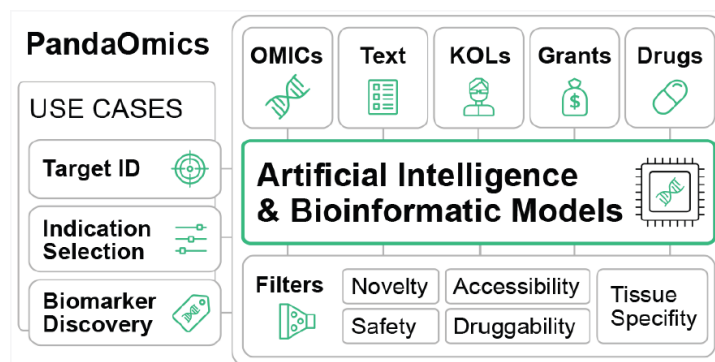 PandaOmics
USE CASES
Target ID
Indication
Selection
Biomarker
Discovery
OMICs
Text
KOLs
Grants
Drugs
$
Artificial Intelligence
& Bioinformatic Models
Filters
Novelty
Accessibility
Safety
Druggability
Tissue
Specifity